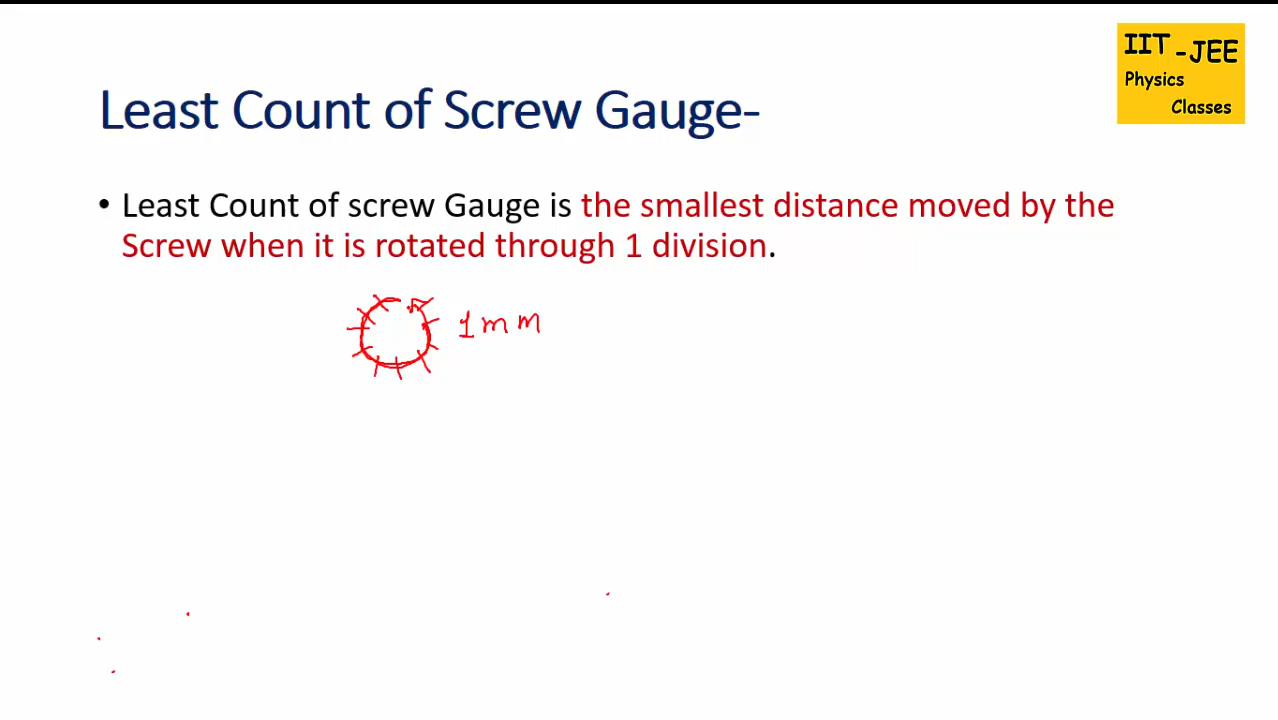 IIT -JEE
Physics
Classes
Least Count of Screw Gauge-
• Least Count of screw Gauge is the smallest distance moved by the
Screw when it is rotated through 1 division.
1mm